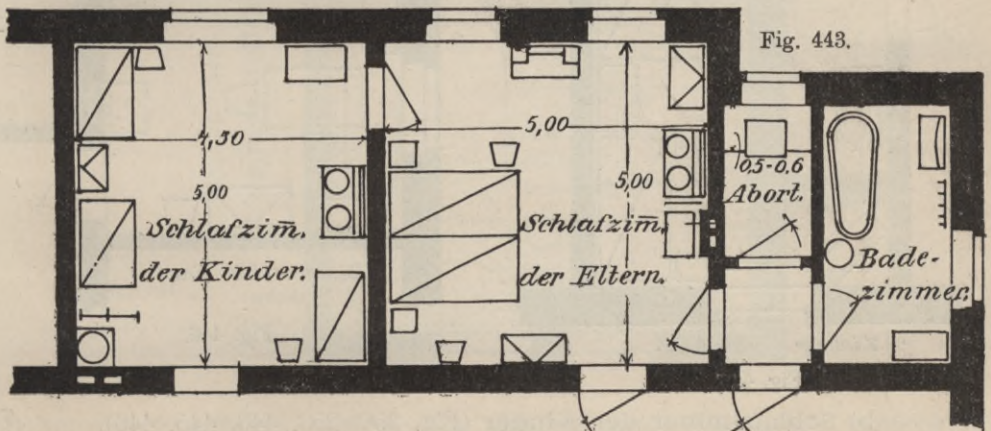 Fig. 443.
4,30
5,00
Schlafzim̅.
der Kinder.
5,00
5,00
Schlafzim̅.
der Eltern.
0,5-0,6
Abort.
Bade-
zimmer.